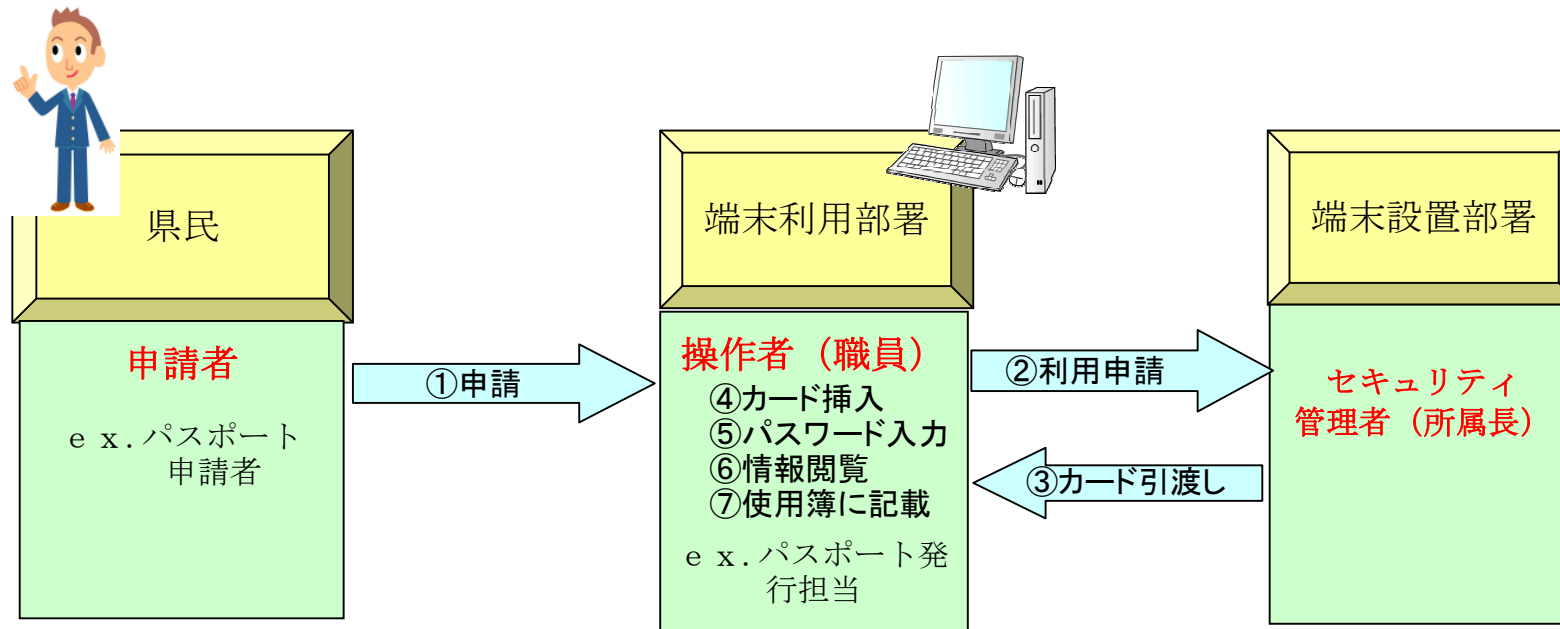 県民
申請者
ｅｘ.パスポート
申請者
①申請
端末利用部署
操作者（職員）
④カード挿入
⑤パスワード入力
⑥情報閲覧
⑦使用簿に記載
ｅｘ.パスポート発
行担当
②利用申請
③カード引渡し
端末設置部署
セキュリティ
管理者（所属長）